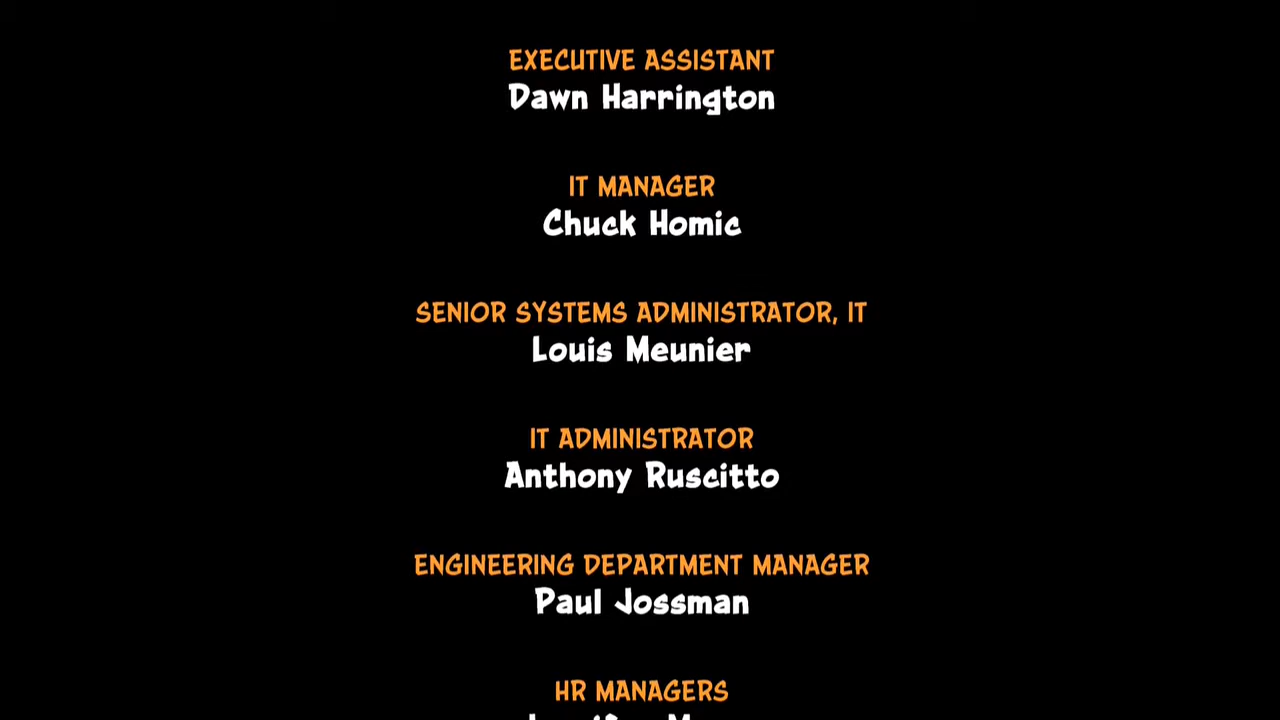 EXECUTIVE ASSISTANT
Dawn Harrington
IT MANAGER
Chuck Homic
SENIOR SYSTEMS ADMINISTRATOR, IT
Louis Meunier
IT ADMINISTRATOR
Anthony Ruscitto
ENGINEERING DEPARTMENT MANAGER
Paul Jossman
HR MANAGERS